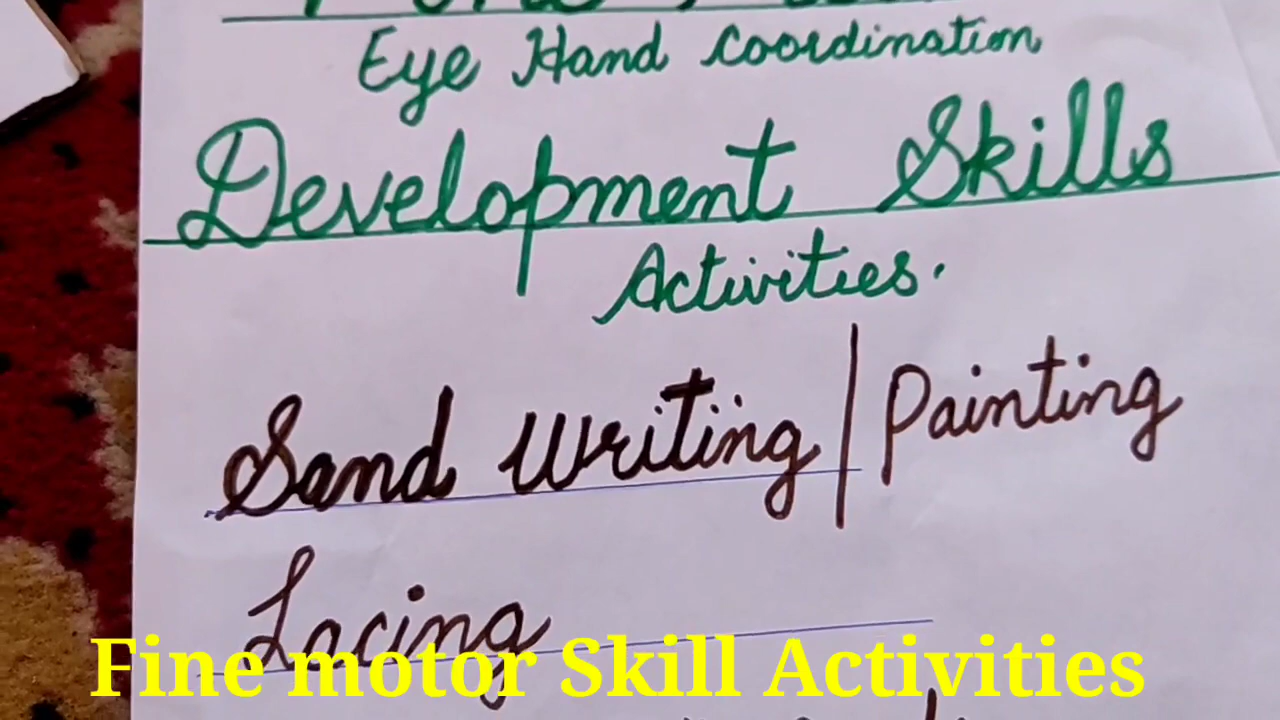 Eye Hand Coordination
Development Skills
Activities.
Sand Writing | Painting
Lacing
Fine motor Skill Activities